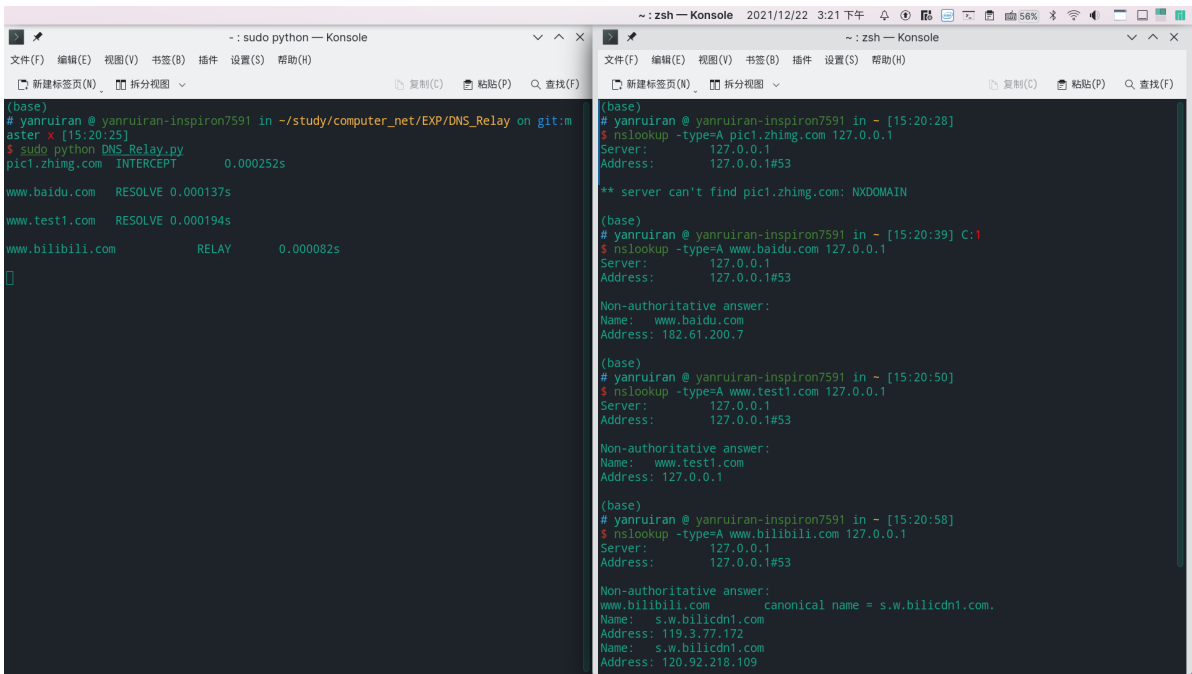 ~ : zsh — Konsole 2021/12/22 3:21 下午 56%
- : sudo python — Konsole
文件(F) 编辑(E) 视图(V) 书签(B) 插件 设置(S) 帮助(H)
新建标签页(N) 拆分视图 复制(C) 粘贴(P) 查找(F)
(base)
# yanruiran @ yanruiran-inspiron7591 in ~/study/computer_net/EXP/DNS_Relay on git:m
aster x [15:20:25]
$ sudo python DNS_Relay.py
pic1.zhimg.com INTERCEPT 0.000252s
www.baidu.com RESOLVE 0.000137s
www.test1.com RESOLVE 0.000194s
www.bilibili.com RELAY 0.000082s
~ : zsh — Konsole
文件(F) 编辑(E) 视图(V) 书签(B) 插件 设置(S) 帮助(H)
新建标签页(N) 拆分视图 复制(C) 粘贴(P) 查找(F)
(base)
# yanruiran @ yanruiran-inspiron7591 in ~ [15:20:28]
$ nslookup -type=A pic1.zhimg.com 127.0.0.1
Server: 127.0.0.1
Address: 127.0.0.1#53
** server can't find pic1.zhimg.com: NXDOMAIN
(base)
# yanruiran @ yanruiran-inspiron7591 in ~ [15:20:39] C:1
$ nslookup -type=A www.baidu.com 127.0.0.1
Server: 127.0.0.1
Address: 127.0.0.1#53
Non-authoritative answer:
Name: www.baidu.com
Address: 182.61.200.7
(base)
# yanruiran @ yanruiran-inspiron7591 in ~ [15:20:50]
$ nslookup -type=A www.test1.com 127.0.0.1
Server: 127.0.0.1
Address: 127.0.0.1#53
Non-authoritative answer:
Name: www.test1.com
Address: 127.0.0.1
(base)
# yanruiran @ yanruiran-inspiron7591 in ~ [15:20:58]
$ nslookup -type=A www.bilibili.com 127.0.0.1
Server: 127.0.0.1
Address: 127.0.0.1#53
Non-authoritative answer:
www.bilibili.com canonical name = s.w.bilicdn1.com.
Name: s.w.bilicdn1.com
Address: 119.3.77.172
Name: s.w.bilicdn1.com
Address: 120.92.218.109